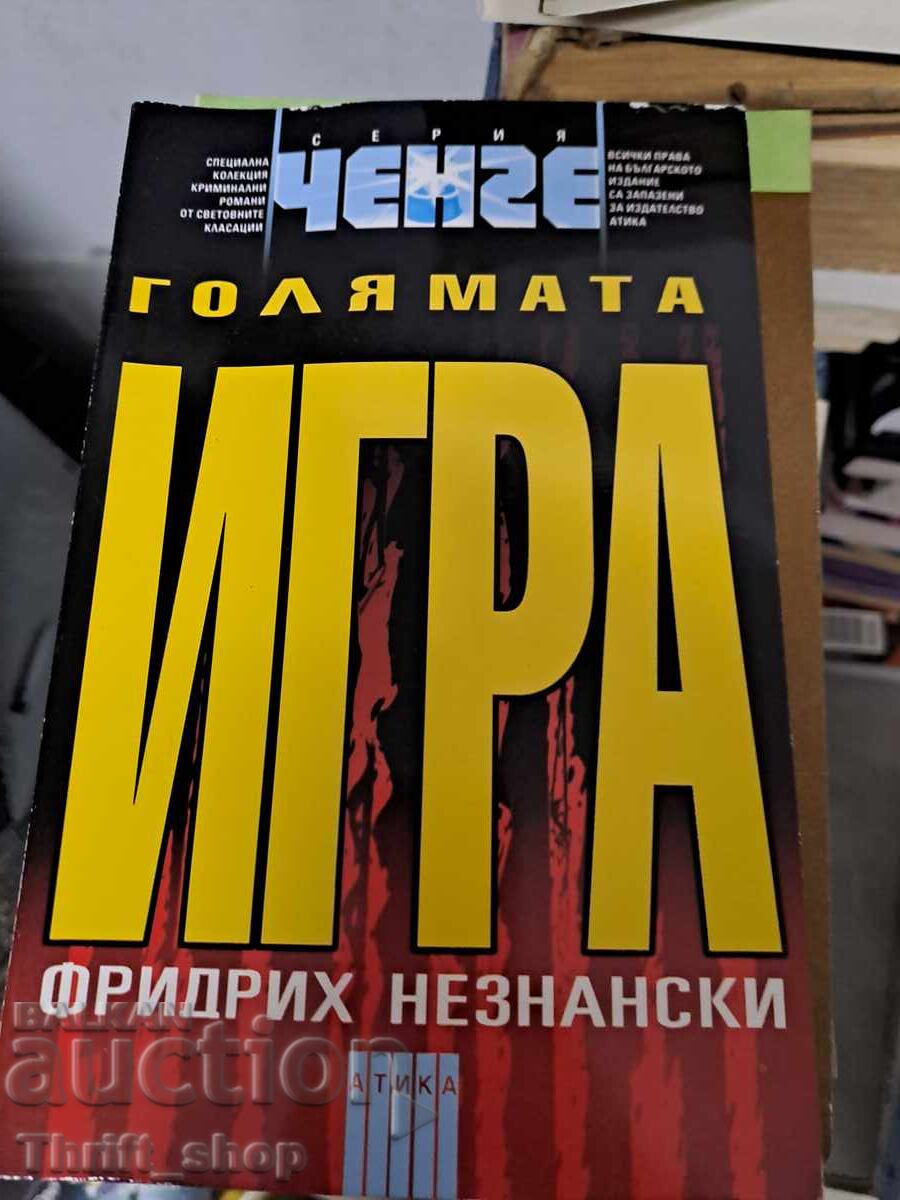 СЕРИЯ
ЧЕНГЕ
СПЕЦИАЛНА
КОЛЕКЦИЯ
КРИМИНАЛНИ
РОМАНИ
ОТ СВЕТОВНИТЕ
КЛАСАЦИИ
ВСИЧКИ ПРАВА
НА БЪЛГАРСКОТО
ИЗДАНИЕ
СА ЗАПАЗЕНИ
ЗА ИЗДАТЕЛСТВО
АТИКА
ГОЛЯМАТА
ИГРА
ФРИДРИХ НЕЗНАНСКИ
АТИКА
BALKAN
auction
Thrift_shop